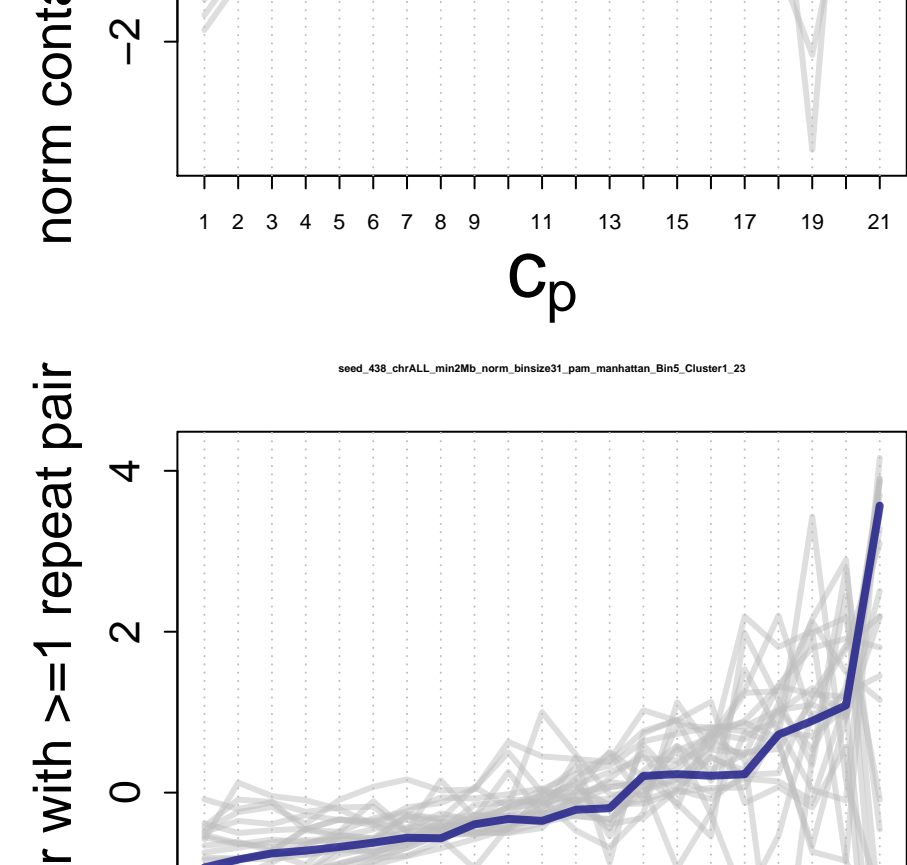 norm conta
−2
1 2 3 4 5 6 7 8 9 11 13 15 17 19 21
cp
seed_438_chrALL_min2Mb_norm_binsize31_pam_manhattan_Bin5_Cluster1_23
r with >=1 repeat pair
4
2
0